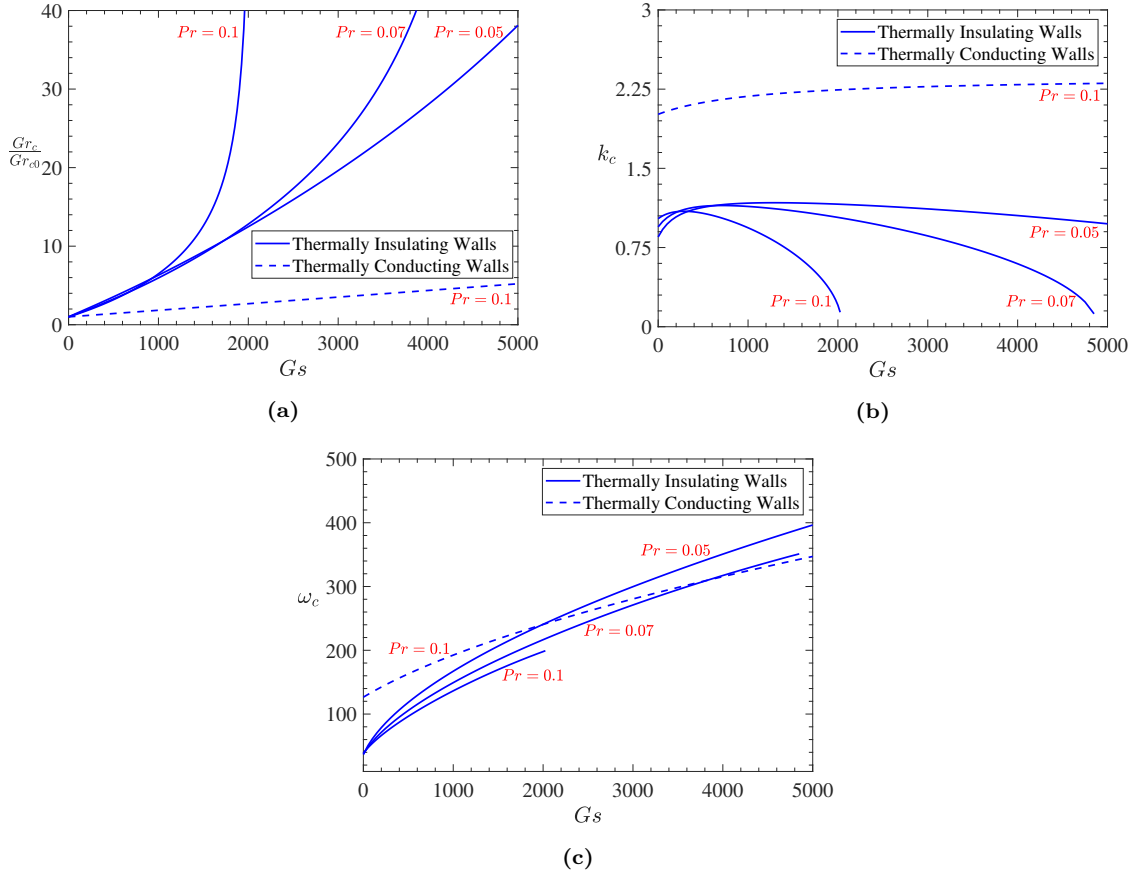 40
30
20
10
0
Gr_c
Gr_{c0}
Pr = 0.1
Pr = 0.07
Pr = 0.05
Thermally Insulating Walls
Thermally Conducting Walls
Pr = 0.1
0 1000 2000 3000 4000 5000
Gs
(a)
3
2.25
1.5
0.75
0
k_c
Thermally Insulating Walls
Thermally Conducting Walls
Pr = 0.1
Pr = 0.05
Pr = 0.1
Pr = 0.07
0 1000 2000 3000 4000 5000
Gs
(b)
500
400
300
200
100
ω_c
Thermally Insulating Walls
Thermally Conducting Walls
Pr = 0.05
Pr = 0.1
Pr = 0.07
Pr = 0.1
0 1000 2000 3000 4000 5000
Gs
(c)